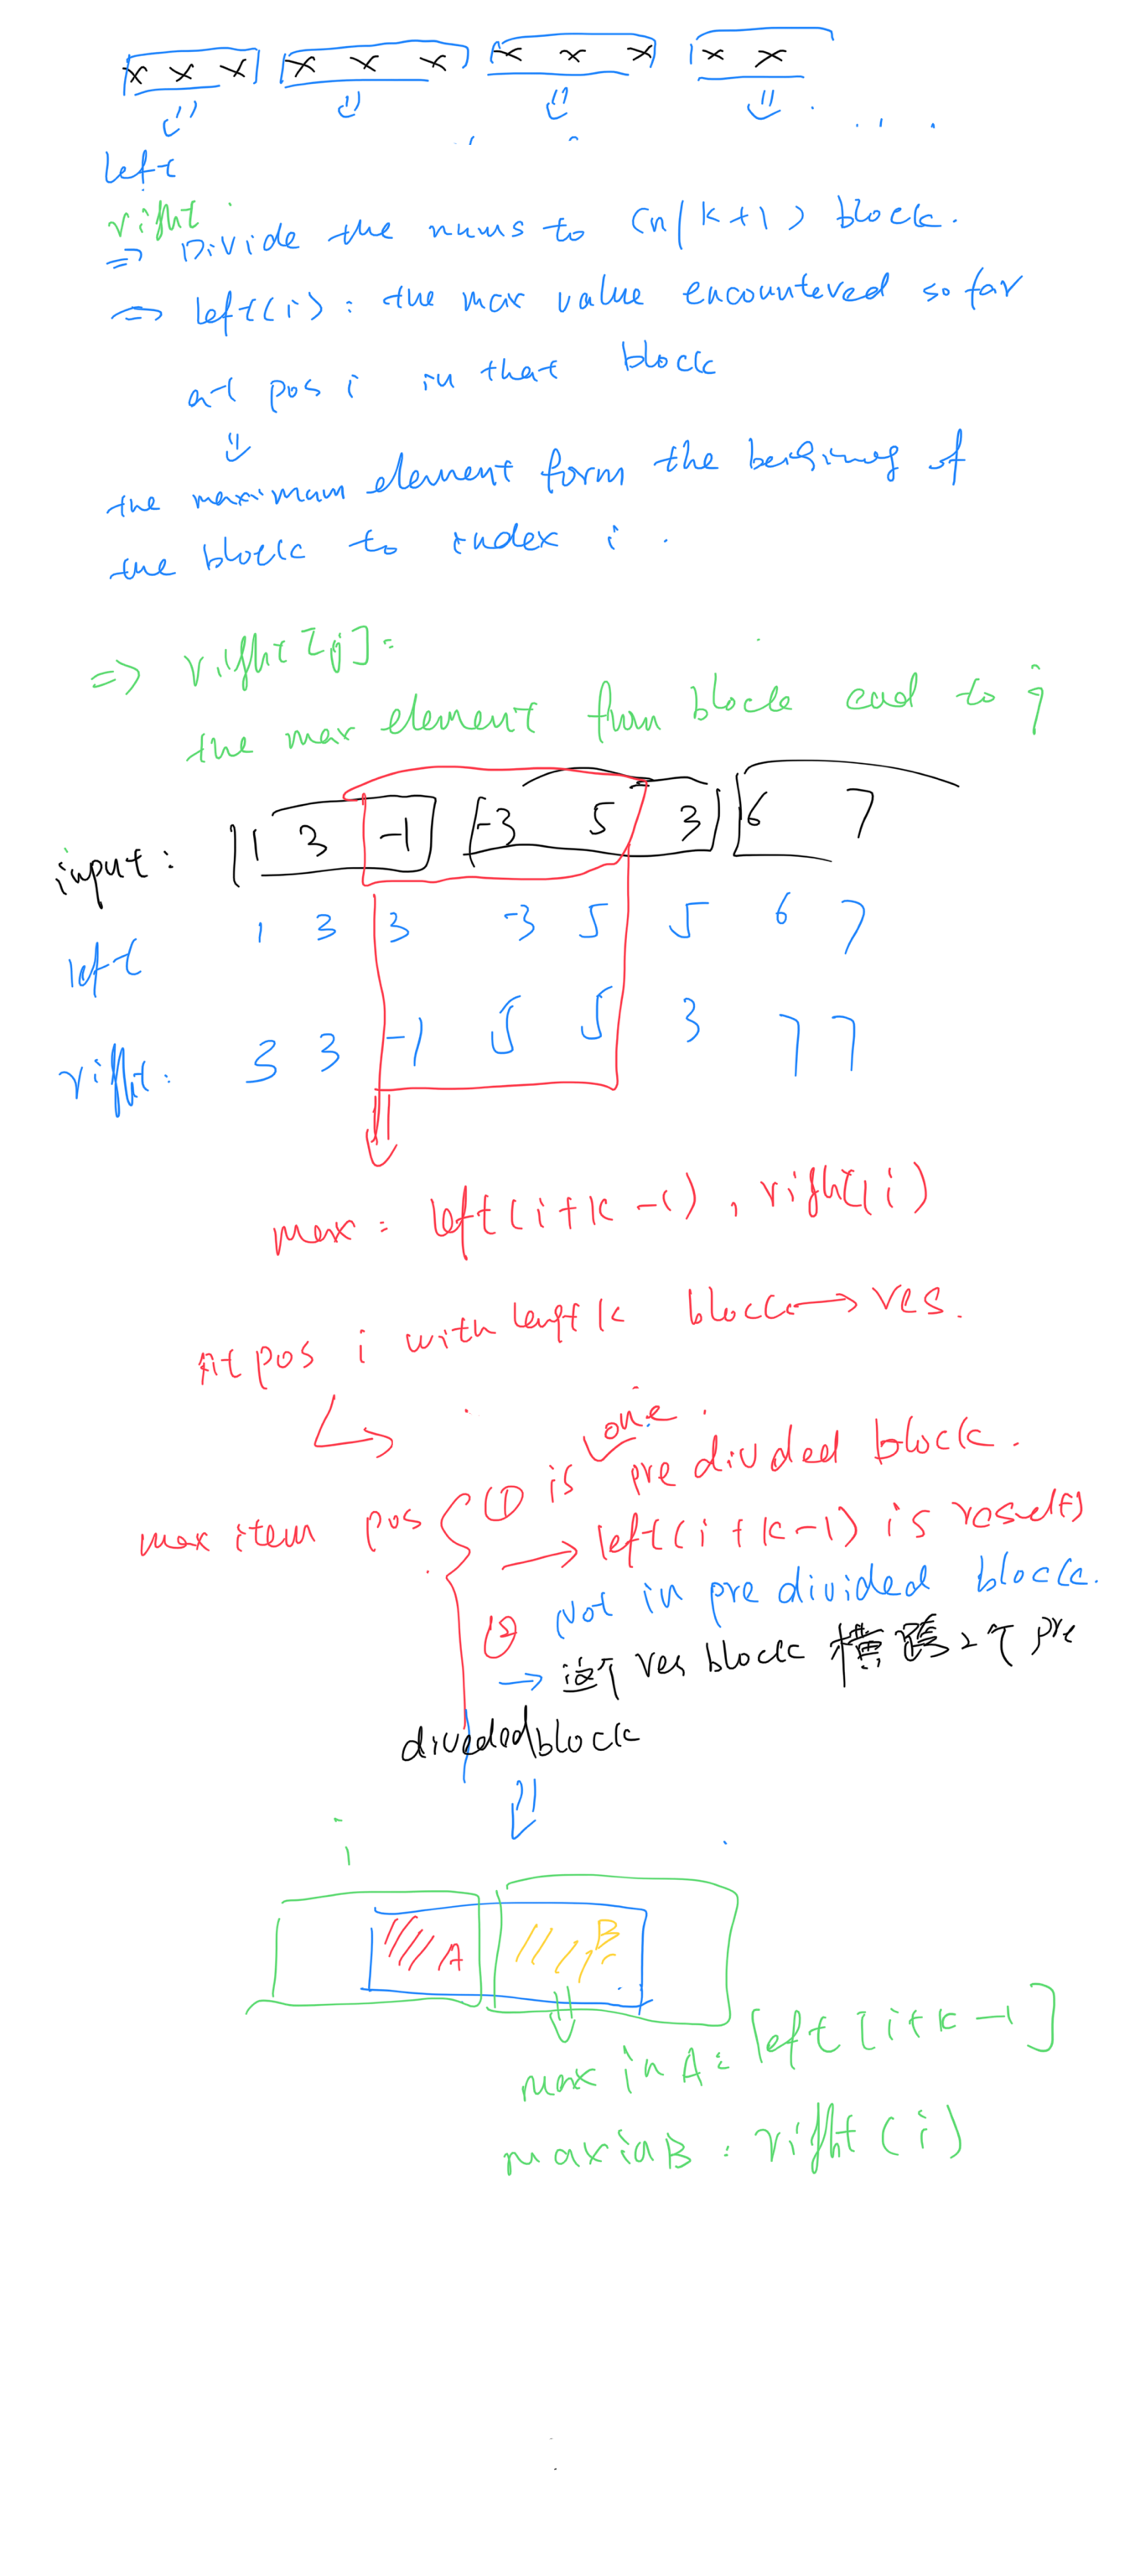 x x x x x x x x x x x
left
right
=> Divide the nums to (n/k+1) block.
=> left(i): the max value encountered so far
at pos i in that block
the maximam element form the beigining of
the block to index i.
=> right[j]:
the max element from block end to j
input: 1 3 -1 -3 5 3 6 7
left 1 3 3 -3 5 5 6 7
right: 3 3 -1 5 5 3 7 7
max = left(i+k-1), right(i)
At pos i with length k block → res.
one
max item pos ① is pre divided block.
→ left(i+k-1) is result
② Not in pre divided block.
→ 这个 res block 横跨 2个 pre
divided block
i
A B
max in A: left[i+k-1]
max in B: right(i)